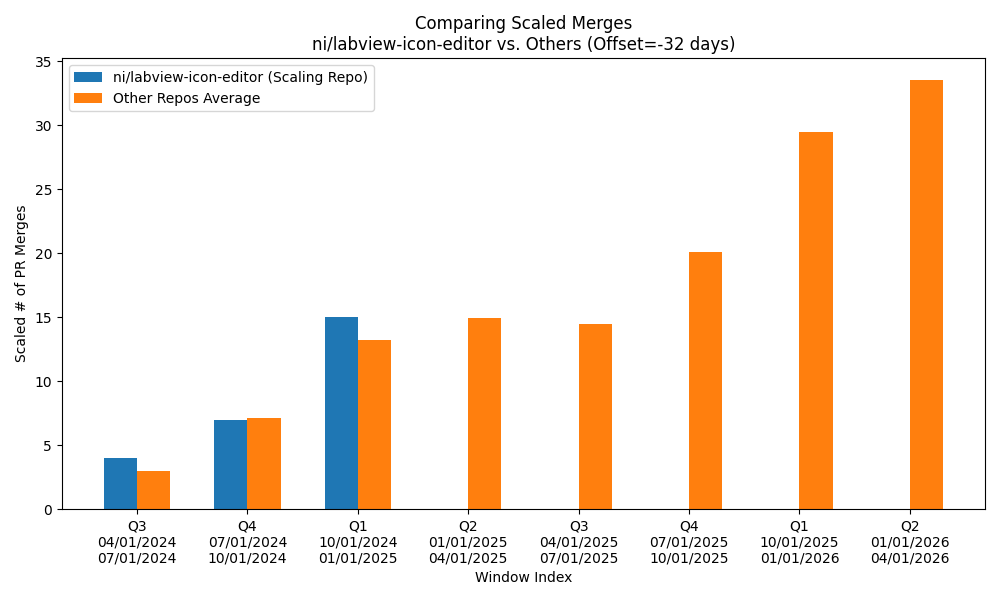 Comparing Scaled Merges
ni/labview-icon-editor vs. Others (Offset=-32 days)
ni/labview-icon-editor (Scaling Repo)
Other Repos Average
Scaled # of PR Merges
35
30
25
20
15
10
5
0
Q3 Q4 Q1 Q2 Q3 Q4 Q1 Q2
04/01/2024 07/01/2024 10/01/2024 01/01/2025 04/01/2025 07/01/2025 10/01/2025 01/01/2026
07/01/2024 10/01/2024 01/01/2025 04/01/2025 07/01/2025 10/01/2025 01/01/2026 04/01/2026
Window Index